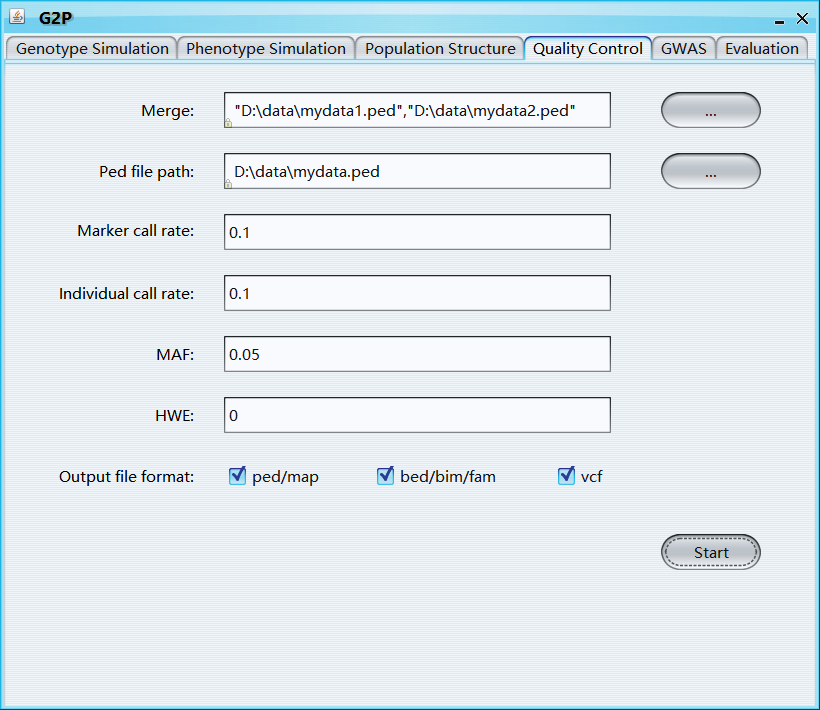 G2P
Genotype Simulation Phenotype Simulation Population Structure Quality Control GWAS Evaluation
Merge: "D:\data\mydata1.ped","D:\data\mydata2.ped" ...
Ped file path: D:\data\mydata.ped ...
Marker call rate: 0.1
Individual call rate: 0.1
MAF: 0.05
HWE: 0
Output file format: ped/map bed/bim/fam vcf
Start